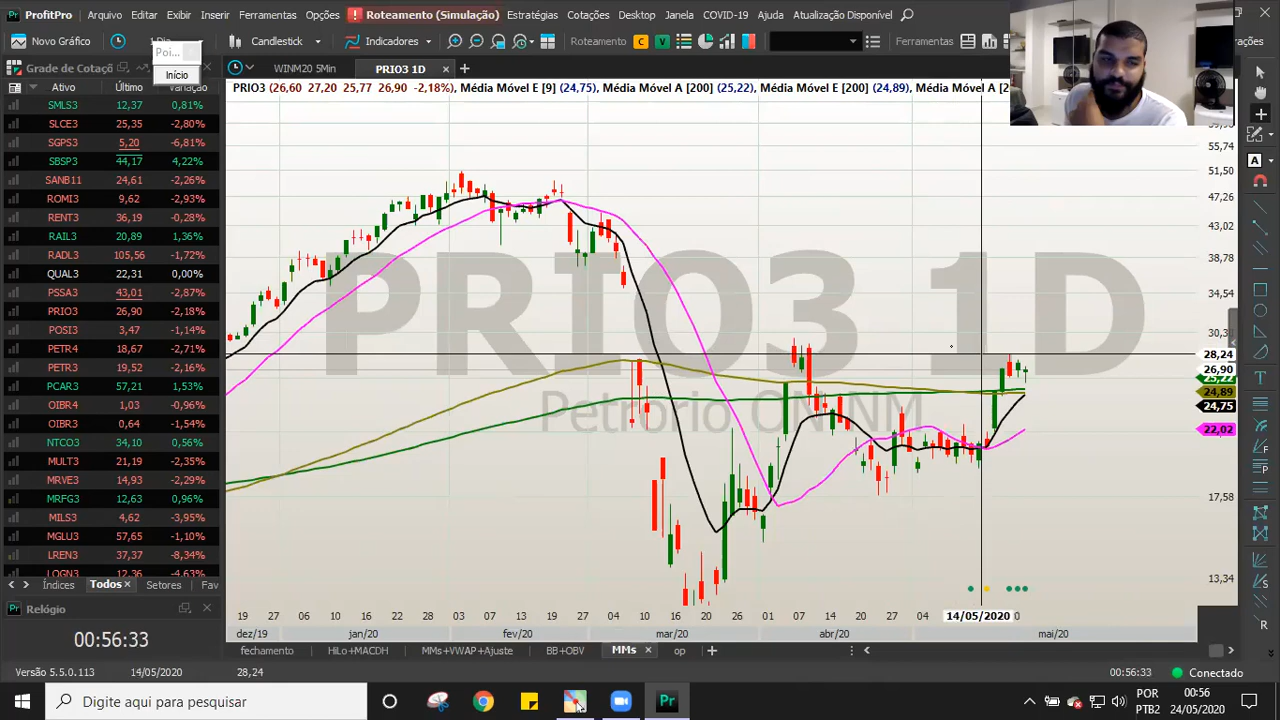 ProfitPro Arquivo Editar Exibir Inserir Ferramentas Opções Roteamento (Simulação) Estratégias Cotações Desktop Janela COVID-19 Ajuda Atualização Disponível
Novo Gráfico 1 Dia Candlestick Indicadores Roteamento C V Ferramentas
Poi...
Início
Grade de Cotaçõ
WINM20 5Min PRIO3 1D
Ativo Último Variação
PRIO3 (26,60 27,20 25,77 26,90 -2,18%), Média Móvel E [9] (24,75), Média Móvel A [200] (25,22), Média Móvel E [200] (24,89), Média Móvel A [2
SMLS3 12,37 0,81%
SLCE3 25,35 -2,80%
SGPS3 5,20 -6,81%
SBSP3 44,17 4,22%
SANB11 24,61 -2,26%
ROMI3 9,62 -2,93%
RENT3 36,19 -0,28%
RAIL3 20,89 1,36%
RADL3 105,56 -1,72%
QUAL3 22,31 0,00%
PSSA3 43,01 -2,87%
PRIO3 26,90 -2,18%
POSI3 3,47 -1,14%
PETR4 18,67 -2,71%
PETR3 19,52 -2,16%
PCAR3 57,21 1,53%
OIBR4 1,03 -0,96%
OIBR3 0,64 -1,54%
NTCO3 34,10 0,56%
MULT3 21,19 -2,35%
MRVE3 14,93 -2,29%
MRFG3 12,63 0,96%
MILS3 4,62 -3,95%
MGLU3 57,65 -1,10%
LREN3 37,37 -8,34%
LOGN3 12,36 -4,63%
PRIO3 1D
Petrorio ON NM
55,74
51,50
47,26
43,02
38,78
34,54
28,24
26,90
25,22
24,89
24,75
22,02
17,58
13,34
19 27 06 10 16 22 28 03 07 13 19 27 04 10 16 20 26 01 07 13 17 27 04 14/05/2020
dez/19 jan/20 fev/20 mar/20 abr/20 mai/20
Índices Todos Setores Fav
fechamento HiLo+MACDH MMs+VWAP+Ajuste BB+OBV MMs op
Relógio
00:56:33
Versão 5.5.0.113 14/05/2020 28,24 00:56:33 Conectado
Digite aqui para pesquisar
POR
PTB2
00:56
24/05/2020